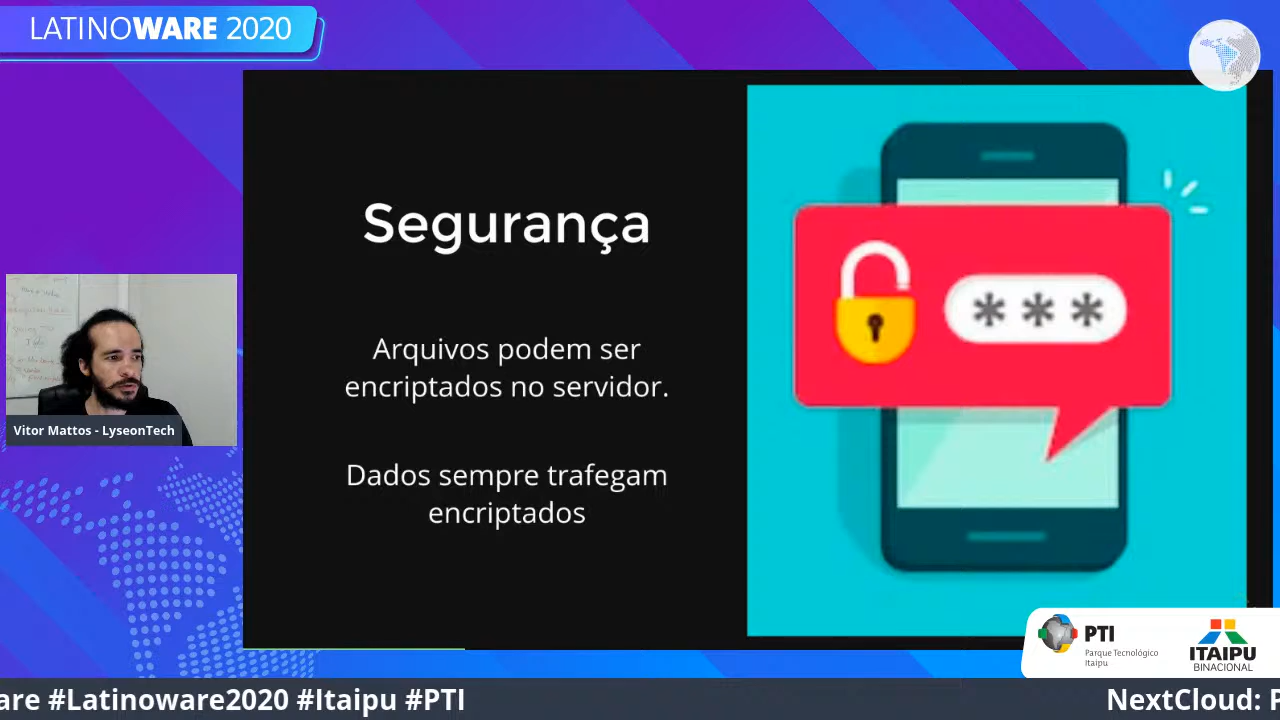 LATINOWARE 2020
Segurança
Arquivos podem ser
encriptados no servidor.
Dados sempre trafegam
encriptados
***
Vitor Mattos - LyseonTech
PTI
Parque Tecnológico
Itaipu
ITAIPU
BINACIONAL
are #Latinoware2020 #Itaipu #PTI
NextCloud: P